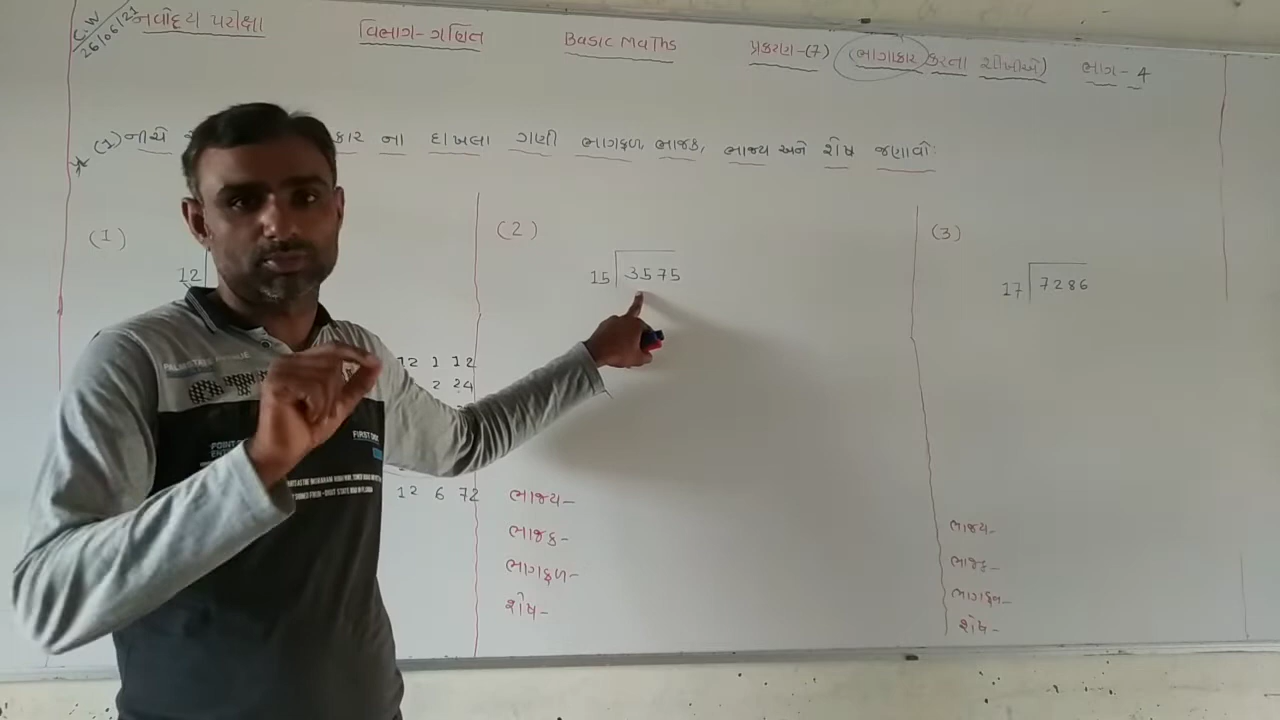 C.W
26/06/21
નવોદય પરીક્ષા વિભાગ-ગણિત Basic Maths પ્રકરણ-(7) (ભાગાકાર કરતા શીખીએ) ભાગ-4
(1) નીચે કાર ના દાખલા ગણી ભાગફળ, ભાજક, ભાજ્ય અને શેષ જણાવો:
(1)
12
12 1 12
2 24
12 6 72
(2)
15 3575
ભાજ્ય-
ભાજક-
ભાગફળ-
શેષ-
(3)
17 7286
ભાજ્ય-
ભાજક-
ભાગફળ-
શેષ-
FIRST